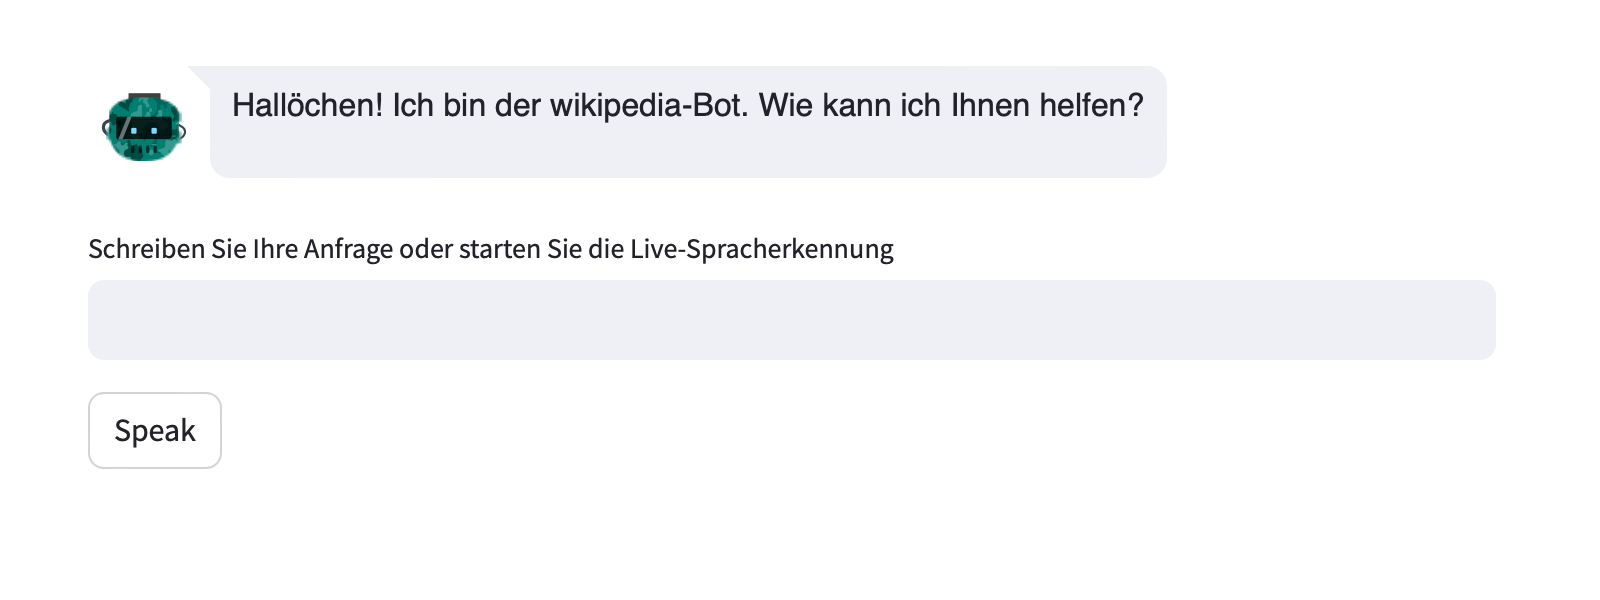 Hallöchen! Ich bin der wikipedia-Bot. Wie kann ich Ihnen helfen?
Schreiben Sie Ihre Anfrage oder starten Sie die Live-Spracherkennung
Speak